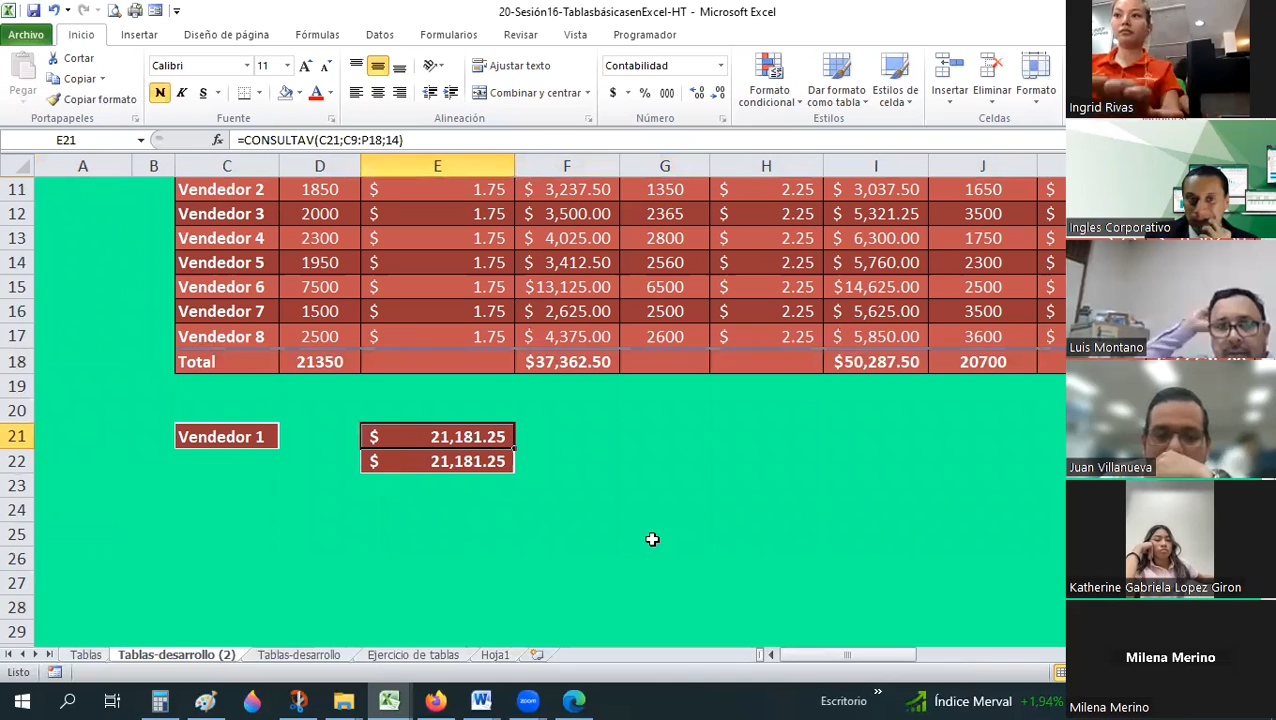 20-Sesión16-TablasbásicasenExcel-HT - Microsoft Excel
Archivo Inicio Insertar Diseño de página Fórmulas Datos Formularios Revisar Vista Programador
Pegar
Cortar
Copiar
Copiar formato
Portapapeles
Calibri 11
N K S
Fuente
Ajustar texto
Combinar y centrar
Alineación
Contabilidad
$ % 000
Número
Formato condicional
Dar formato como tabla
Estilos de celda
Estilos
Insertar Eliminar Formato
Celdas
E21 fx =CONSULTAV(C21;C9:P18;14)
A B C D E F G H I J
11 Vendedor 2 1850 $ 1.75 $ 3,237.50 1350 $ 2.25 $ 3,037.50 1650 $
12 Vendedor 3 2000 $ 1.75 $ 3,500.00 2365 $ 2.25 $ 5,321.25 3500 $
13 Vendedor 4 2300 $ 1.75 $ 4,025.00 2800 $ 2.25 $ 6,300.00 1750 $
14 Vendedor 5 1950 $ 1.75 $ 3,412.50 2560 $ 2.25 $ 5,760.00 2300 $
15 Vendedor 6 7500 $ 1.75 $13,125.00 6500 $ 2.25 $14,625.00 2500 $
16 Vendedor 7 1500 $ 1.75 $ 2,625.00 2500 $ 2.25 $ 5,625.00 3500 $
17 Vendedor 8 2500 $ 1.75 $ 4,375.00 2600 $ 2.25 $ 5,850.00 3600 $
18 Total 21350 $37,362.50 $50,287.50 20700
19
20
21 Vendedor 1 $ 21,181.25
22 $ 21,181.25
23
24
25
26
27
28
29
Tablas Tablas-desarrollo (2) Tablas-desarrollo Ejercicio de tablas Hoja1
Listo
Escritorio » Índice Merval +1,94%
Ingrid Rivas
Ingles Corporativo
Luis Montano
Juan Villanueva
Katherine Gabriela Lopez Giron
Milena Merino
Milena Merino